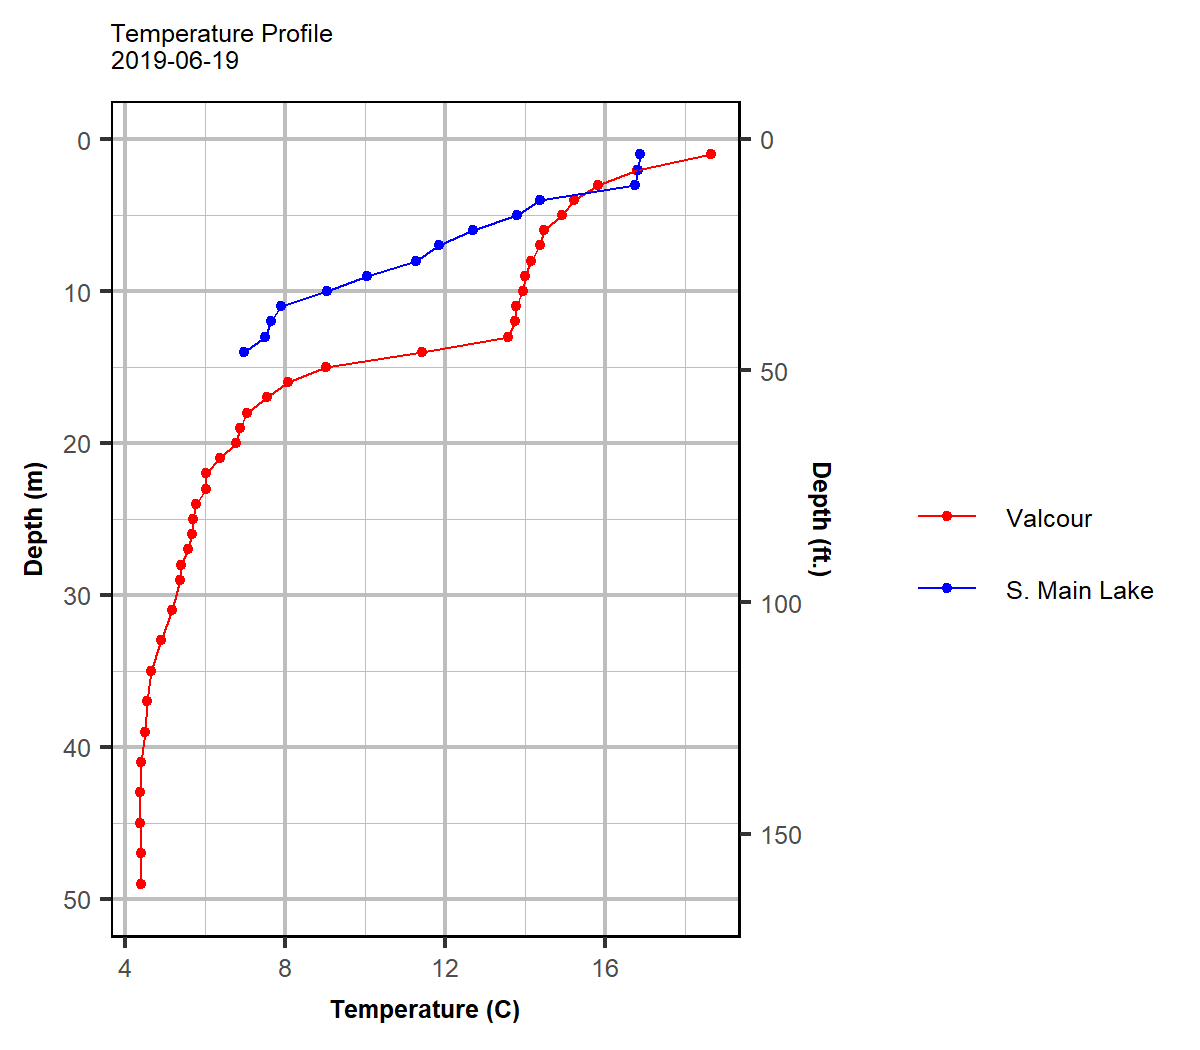 Temperature Profile
2019-06-19
0
10
20
30
40
50
Depth (m)
0
50
100
150
Depth (ft.)
4 8 12 16
Temperature (C)
Valcour
S. Main Lake